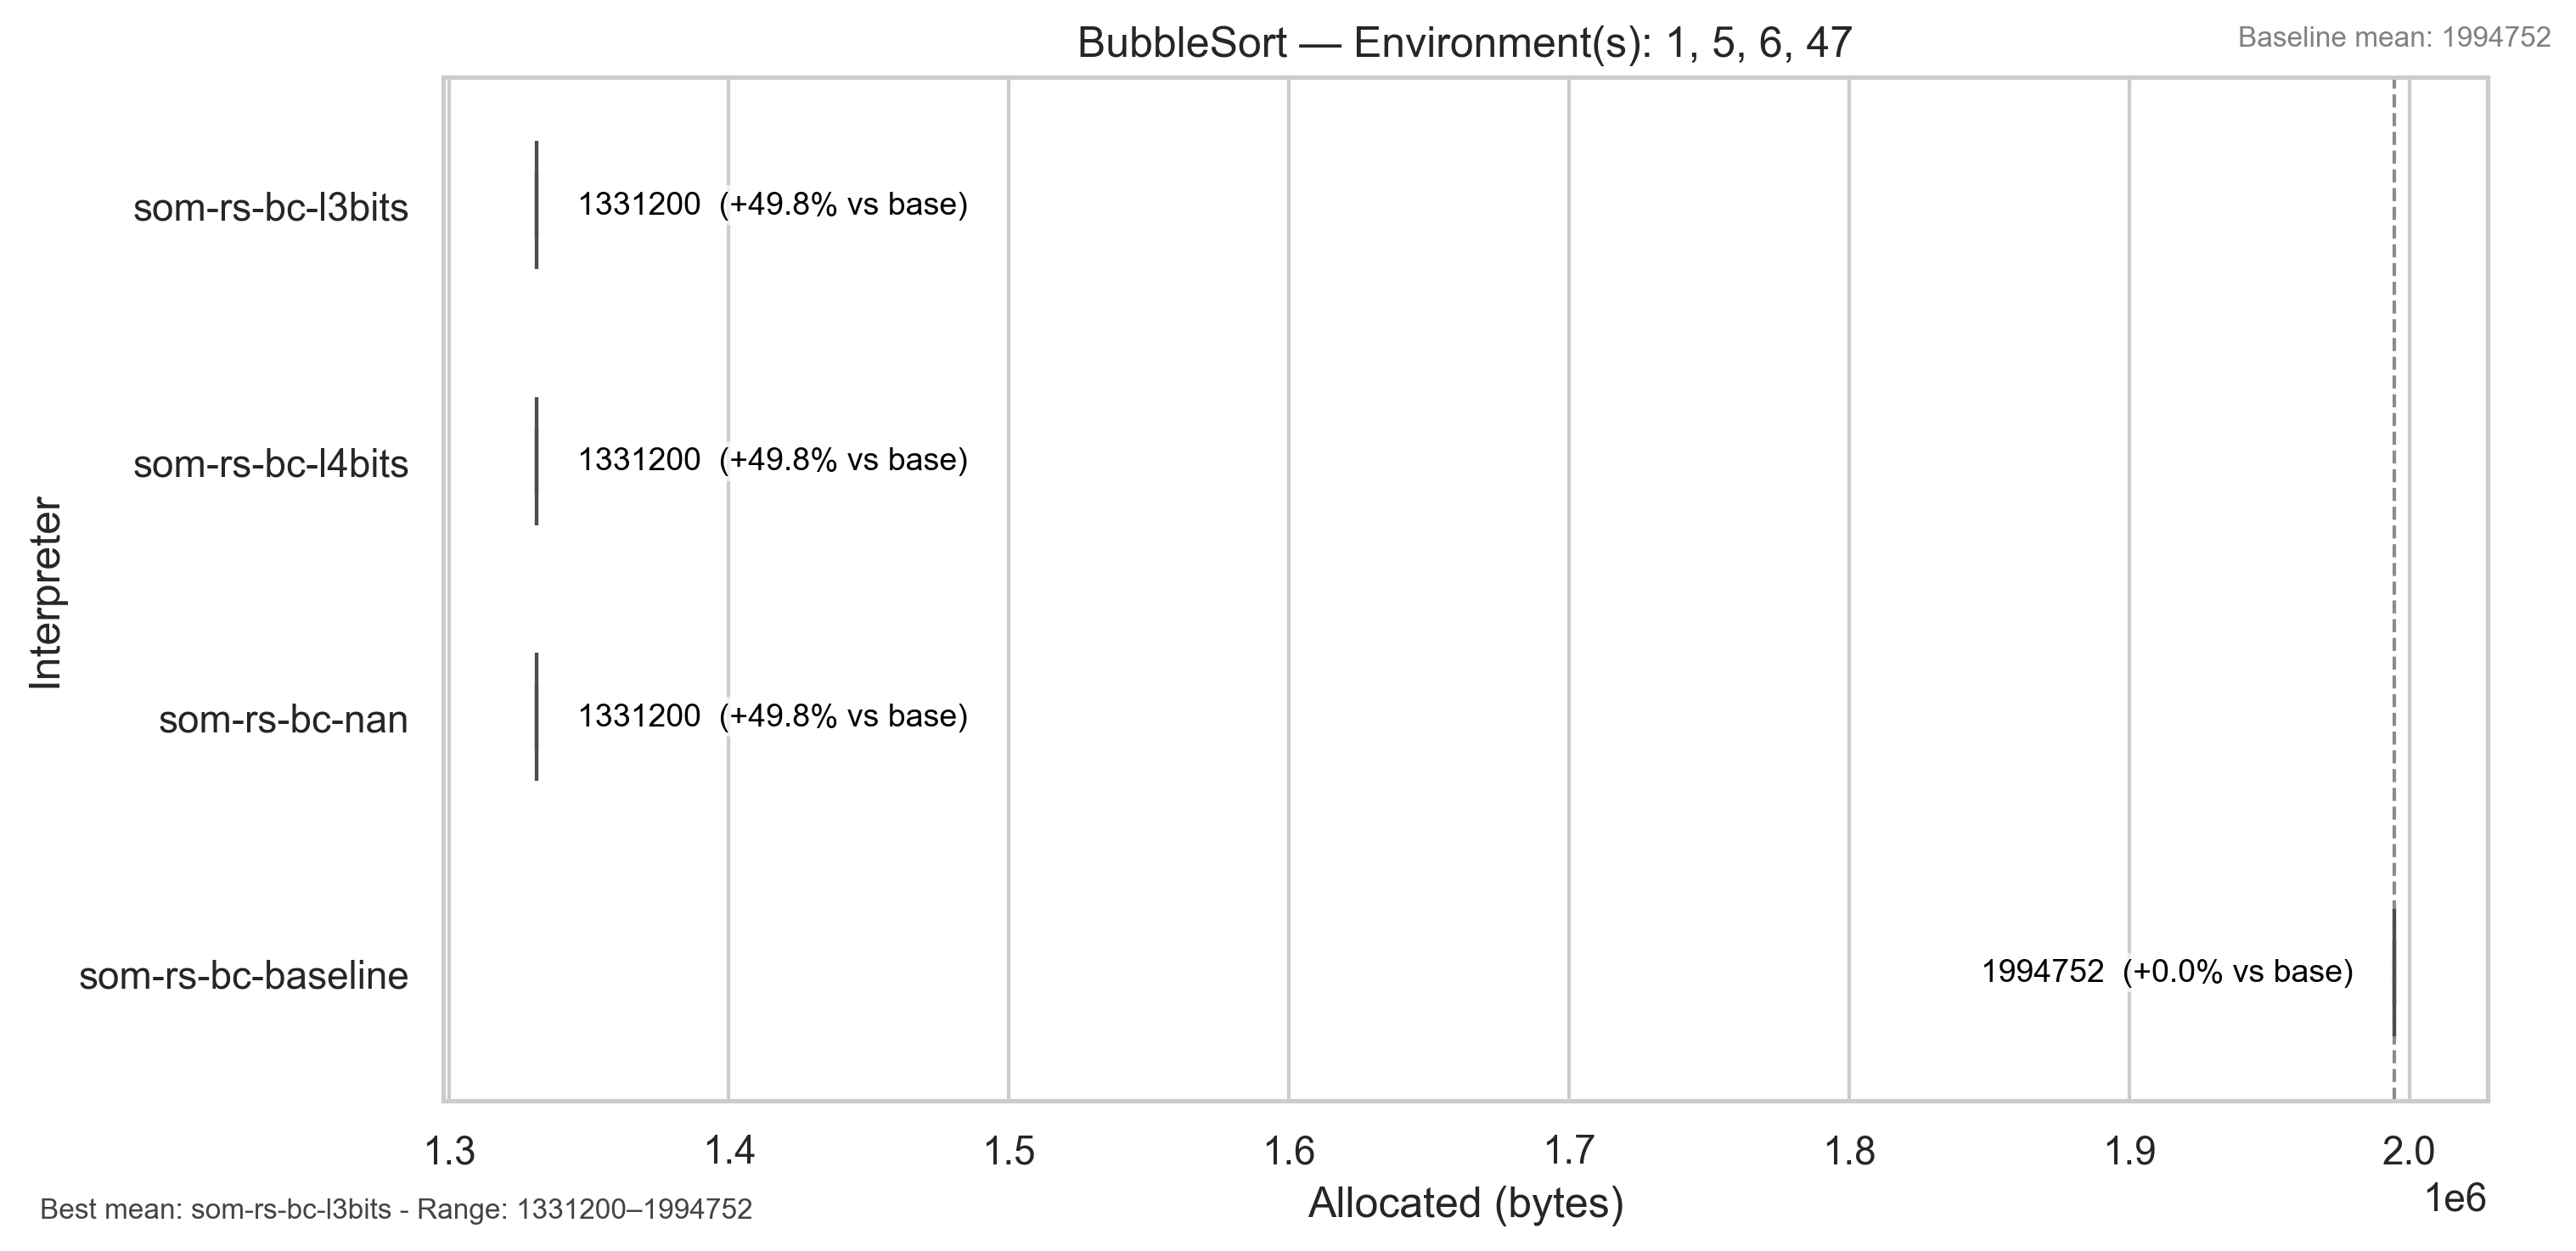 BubbleSort — Environment(s): 1, 5, 6, 47
Baseline mean: 1994752
Interpreter
som-rs-bc-l3bits
1331200 (+49.8% vs base)
som-rs-bc-l4bits
1331200 (+49.8% vs base)
som-rs-bc-nan
1331200 (+49.8% vs base)
som-rs-bc-baseline
1994752 (+0.0% vs base)
1.3 1.4 1.5 1.6 1.7 1.8 1.9 2.0
1e6
Allocated (bytes)
Best mean: som-rs-bc-l3bits - Range: 1331200–1994752